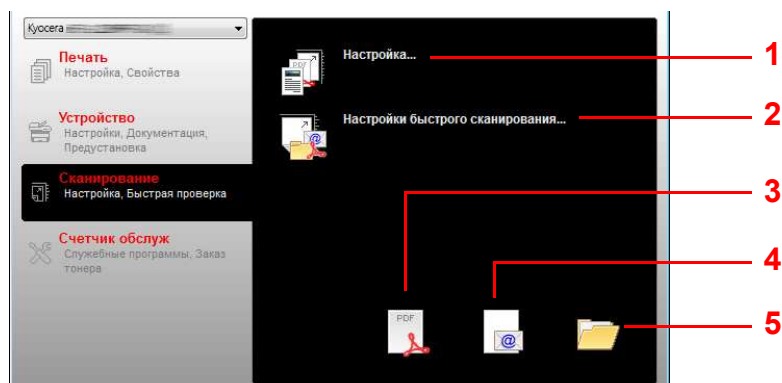 Kyocera
Печать
Настройка, Свойства
Устройство
Настройки, Документация,
Предустановка
Сканирование
Настройка, Быстрая проверка
Счетчик обслуж
Служебные программы, Заказ
тонера
Настройка...
Настройки быстрого сканирования...
PDF
PDF
@
@
1
2
3
4
5